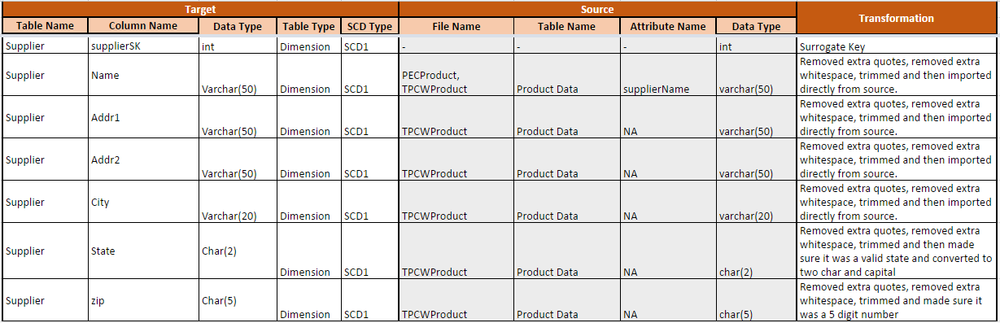 Target Source Transformation
Table Name Column Name Data Type Table Type SCD Type File Name Table Name Attribute Name Data Type
Supplier supplierSK int Dimension SCD1 - - - int Surrogate Key
Supplier Name Varchar(50) Dimension SCD1 PECProduct,
TPCWProduct Product Data supplierName varchar(50) Removed extra quotes, removed extra
whitespace, trimmed and then imported
directly from source.
Supplier Addr1 Varchar(50) Dimension SCD1 TPCWProduct Product Data NA varchar(50) Removed extra quotes, removed extra
whitespace, trimmed and then imported
directly from source.
Supplier Addr2 Varchar(50) Dimension SCD1 TPCWProduct Product Data NA varchar(50) Removed extra quotes, removed extra
whitespace, trimmed and then imported
directly from source.
Supplier City Varchar(20) Dimension SCD1 TPCWProduct Product Data NA varchar(20) Removed extra quotes, removed extra
whitespace, trimmed and then imported
directly from source.
Supplier State Char(2) Dimension SCD1 TPCWProduct Product Data NA char(2) Removed extra quotes, removed extra
whitespace, trimmed and then made
sure it was a valid state and converted to
two char and capital
Supplier zip Char(5) Dimension SCD1 TPCWProduct Product Data NA char(5) Removed extra quotes, removed extra
whitespace, trimmed and made sure it
was a 5 digit number